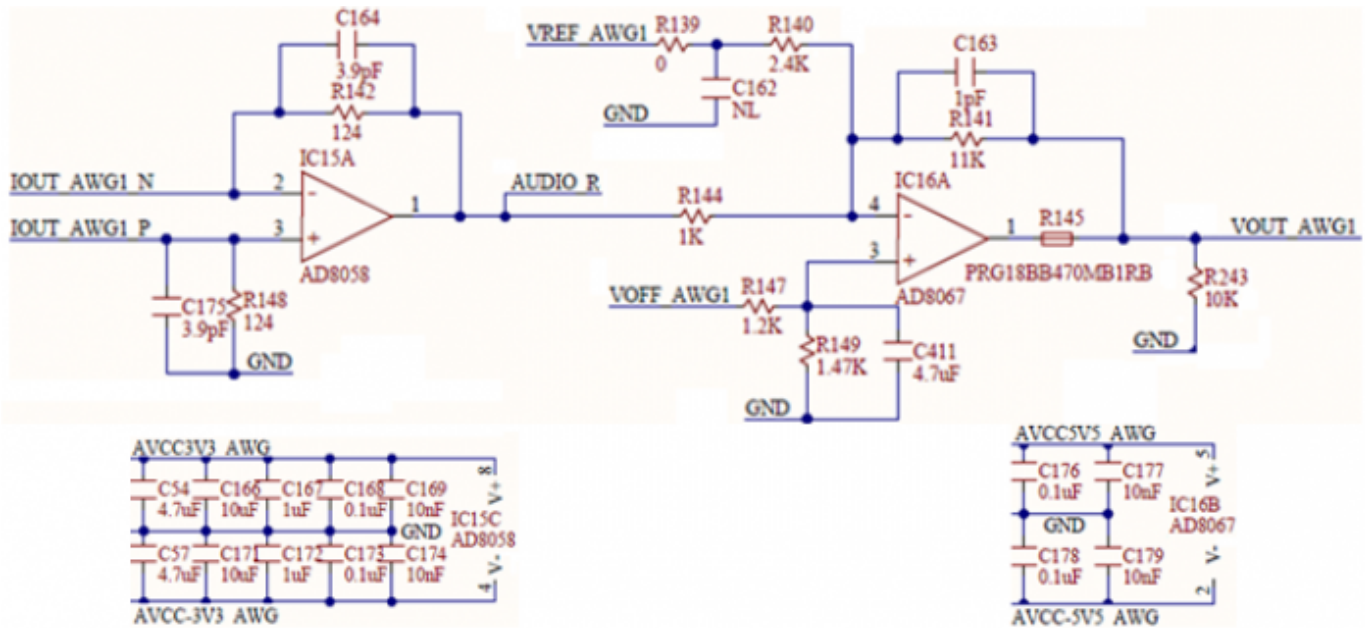 C164
3.9pF
R142
124
IC15A
IOUT_AWG1_N
2
-
1
IOUT_AWG1_P
3
+
AD8058
C175
3.9pF
R148
124
GND
AUDIO_R
VREF_AWG1
R139
0
R140
2.4K
C162
NL
GND
C163
1pF
R141
11K
IC16A
R144
1K
4
-
1
R145
VOUT_AWG1
3
+
PRG18BB470MB1RB
AD8067
VOFF_AWG1
R147
1.2K
R149
1.47K
C411
4.7uF
GND
R243
10K
GND
AVCC3V3_AWG
C54
4.7uF
C166
10uF
C167
1uF
C168
0.1uF
C169
10nF
8
V+
GND
IC15C
AD8058
C57
4.7uF
C171
10uF
C172
1uF
C173
0.1uF
C174
10nF
4
V-
AVCC-3V3_AWG
AVCC5V5_AWG
C176
0.1uF
C177
10nF
5
V+
GND
IC16B
AD8067
C178
0.1uF
C179
10nF
2
V-
AVCC-5V5_AWG